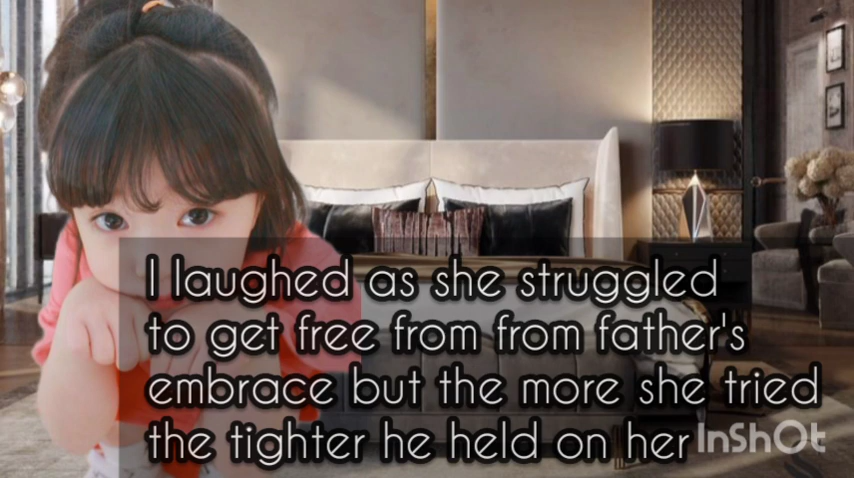 InShOt
I laughed as she struggled
to get free from from father's
embrace but the more she tried
the tighter he held on her
InShOt